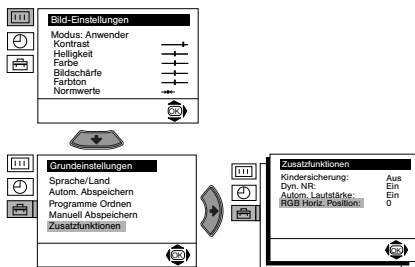 Bild-Einstellungen
Modus: Anwender
Kontrast
Helligkeit
Farbe
Bildschärfe
Farbton
Normwerte
OK
Grundeinstellungen
Sprache/Land
Autom. Abspeichern
Programme Ordnen
Manuell Abspeichern
Zusatzfunktionen
OK
Zusatzfunktionen
Kindersicherung: Aus
Dyn. NR: Ein
Autom. Lautstärke: Ein
RGB Horiz. Position: 0
OK